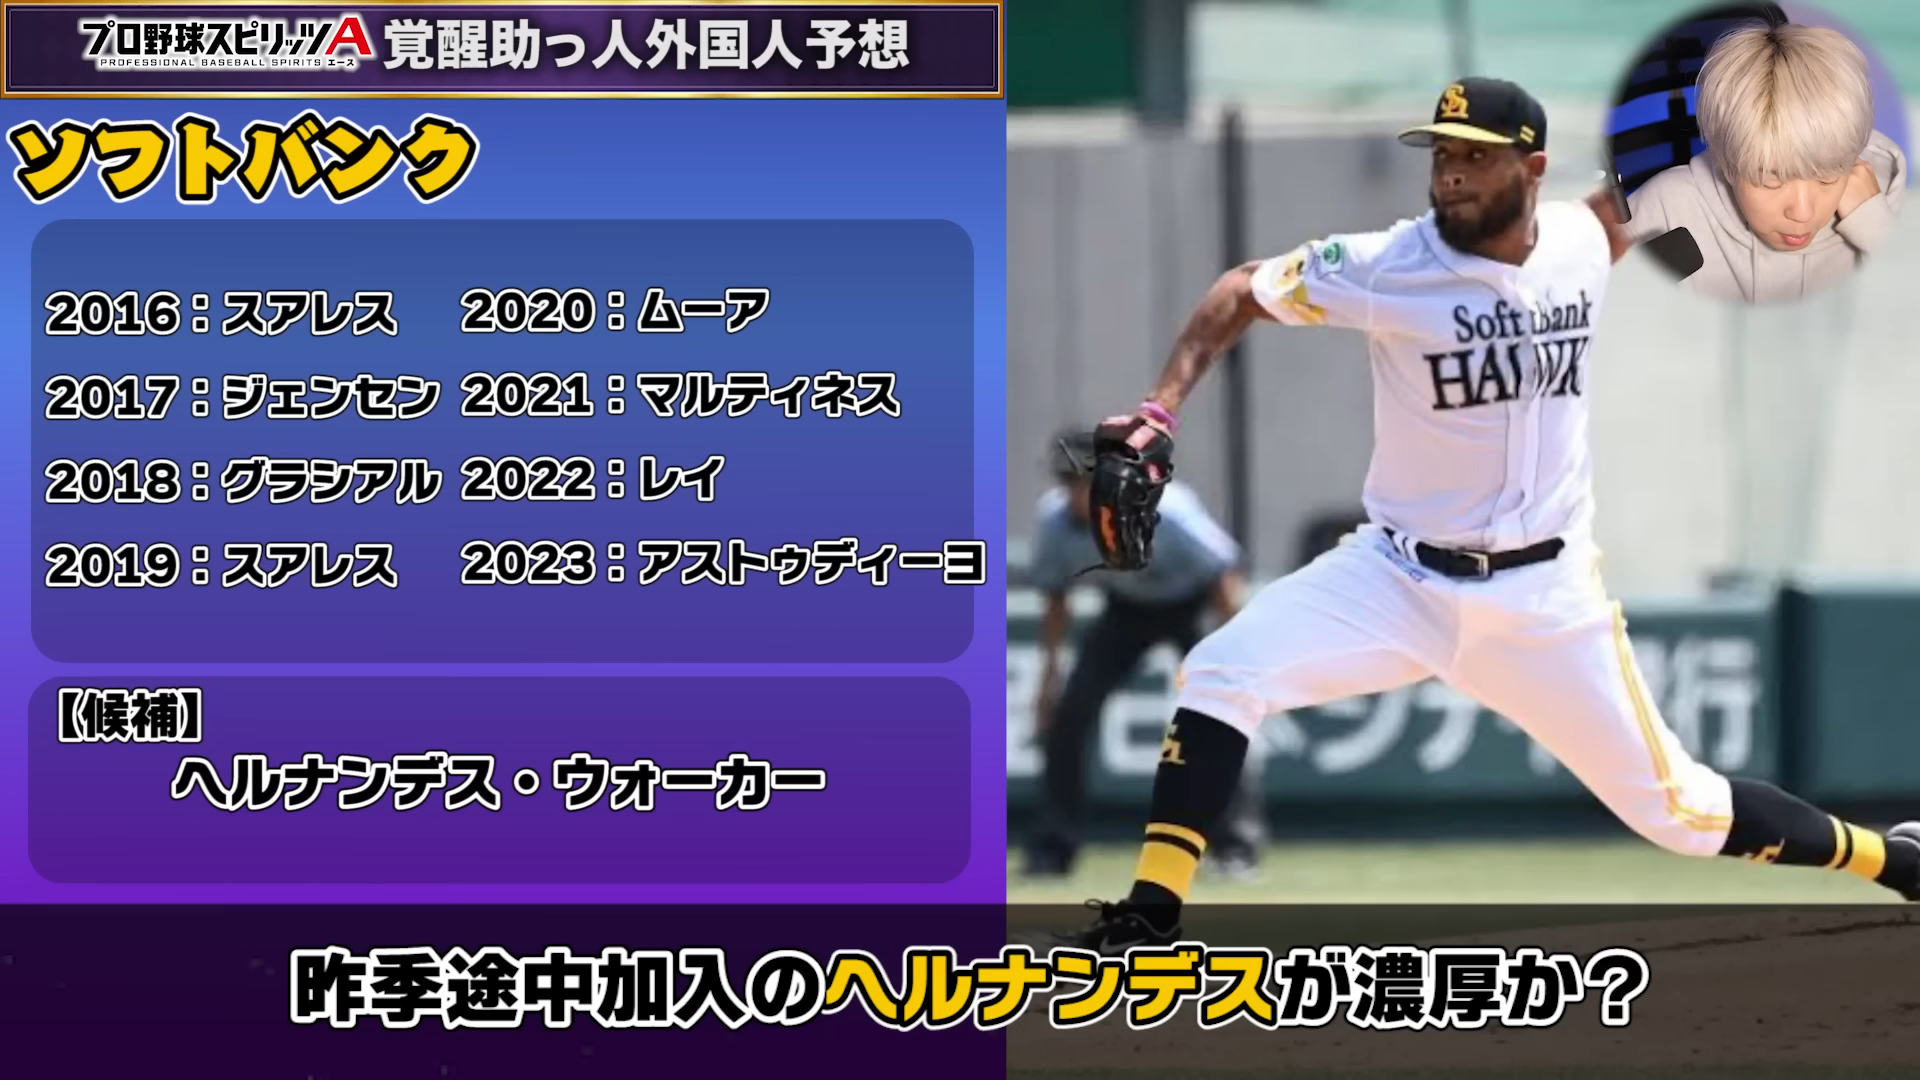 プロ野球スピリッツA 覚醒助っ人外国人予想
PROFESSIONAL BASEBALL SPIRITS エース
ソフトバンク
2016：スアレス 2020：ムーア
2017：ジェンセン 2021：マルティネス
2018：グラシアル 2022：レイ
2019：スアレス 2023：アストゥディーヨ
【候補】
ヘルナンデス・ウォーカー
SoftBank
HAWK
昨季途中加入のヘルナンデスが濃厚か？